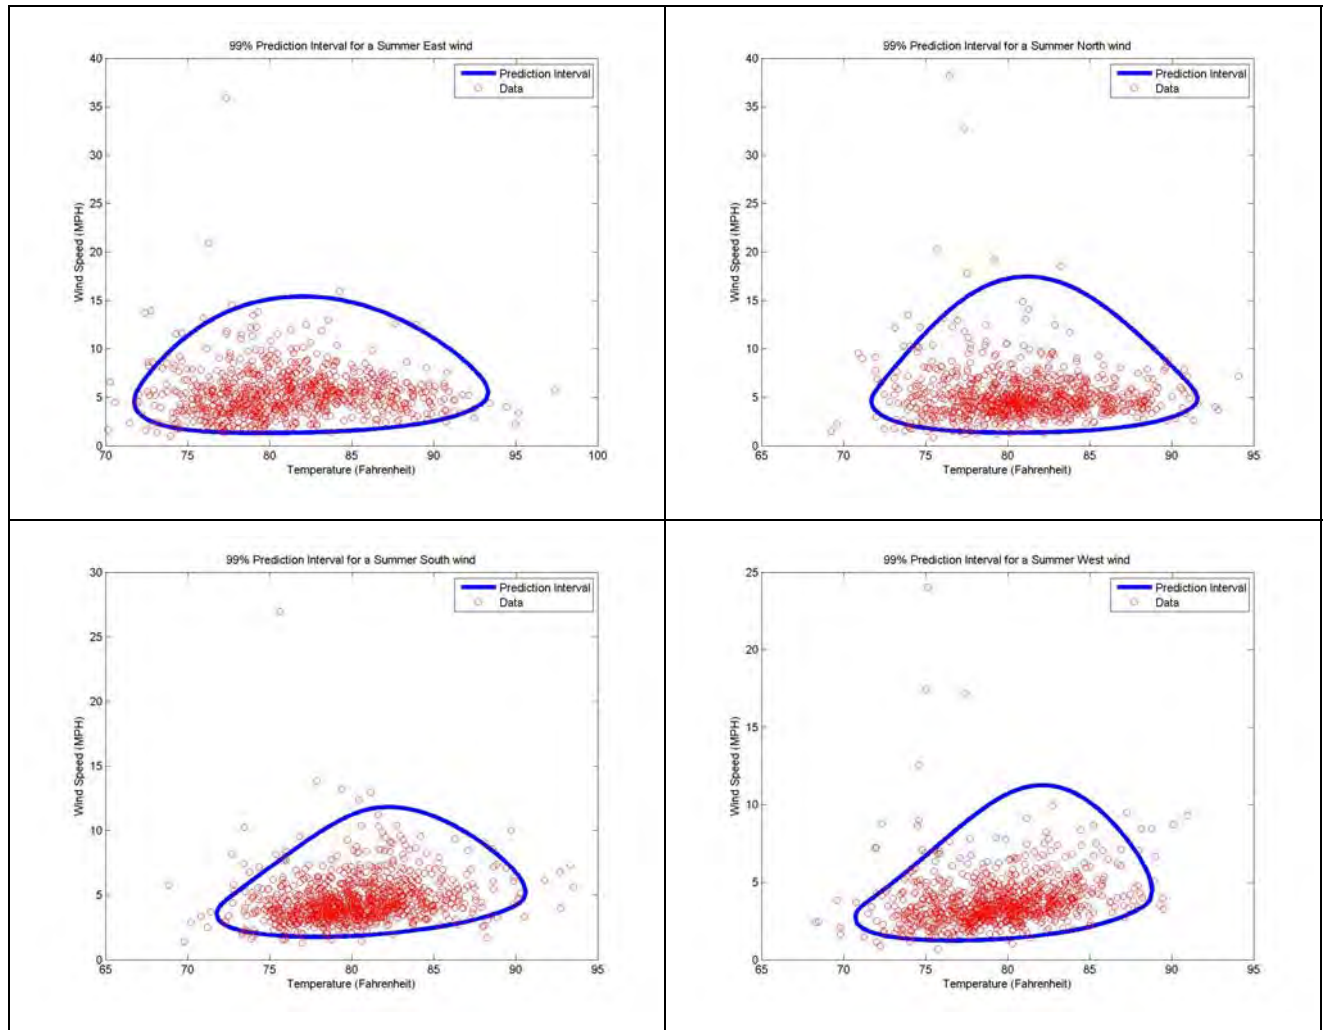 99% Prediction Interval for a Summer East wind
40
35
30
25
20
15
10
5
0
Wind Speed (MPH)
Prediction Interval
Data
70 75 80 85 90 95 100
Temperature (Fahrenheit)
99% Prediction Interval for a Summer North wind
40
35
30
25
20
15
10
5
0
Wind Speed (MPH)
Prediction Interval
Data
65 70 75 80 85 90 95
Temperature (Fahrenheit)
99% Prediction Interval for a Summer South wind
30
25
20
15
10
5
0
Wind Speed (MPH)
Prediction Interval
Data
65 70 75 80 85 90 95
Temperature (Fahrenheit)
99% Prediction Interval for a Summer West wind
25
20
15
10
5
0
Wind Speed (MPH)
Prediction Interval
Data
65 70 75 80 85 90 95
Temperature (Fahrenheit)